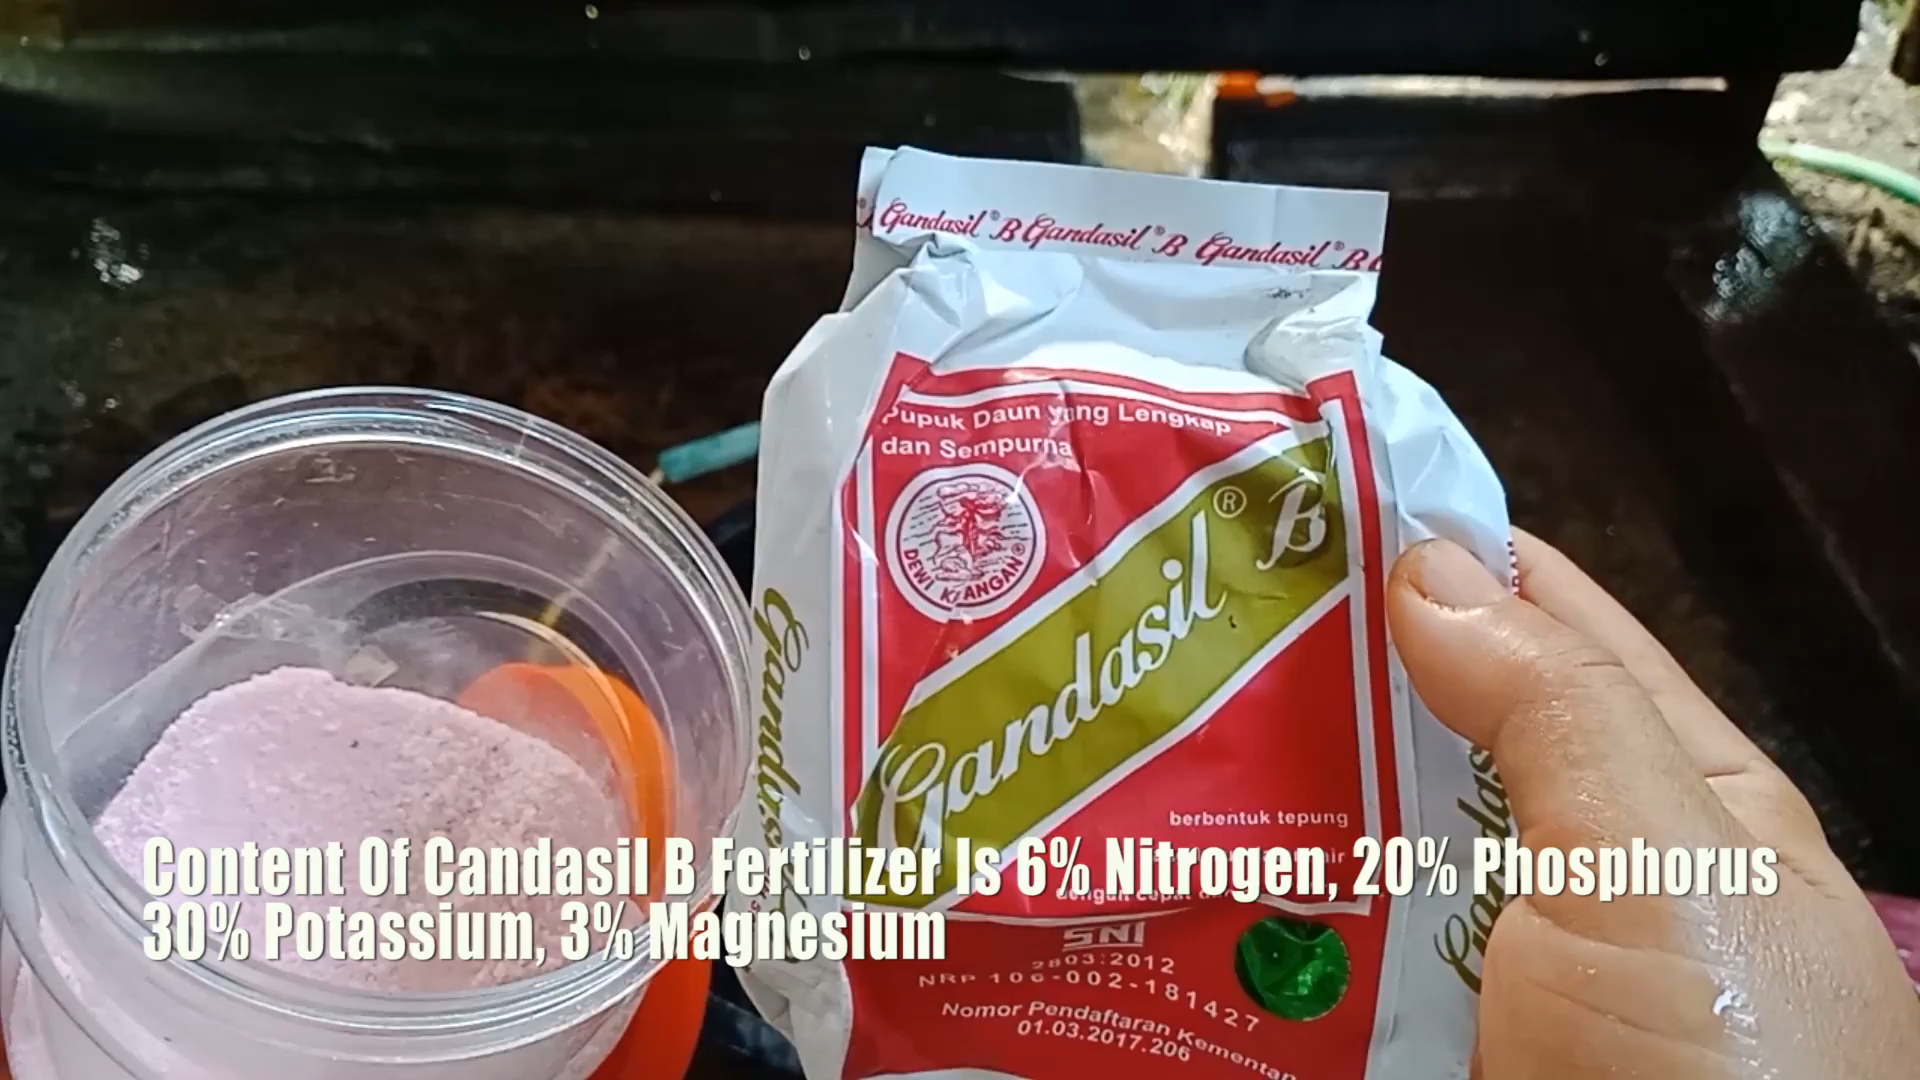 Gandasil® B Gandasil® B Gandasil® B
Pupuk Daun yang Lengkap
dan Sempurna
DEWI KAYANGAN®
Gandasil® B
Gandasil
berbentuk tepung
Content Of Candasil B Fertilizer Is 6% Nitrogen, 20% Phosphorus
30% Potassium, 3% Magnesium
SNI
2803:2012
NRP 106-002-181427
Nomor Pendaftaran Kementan
01.03.2017.206